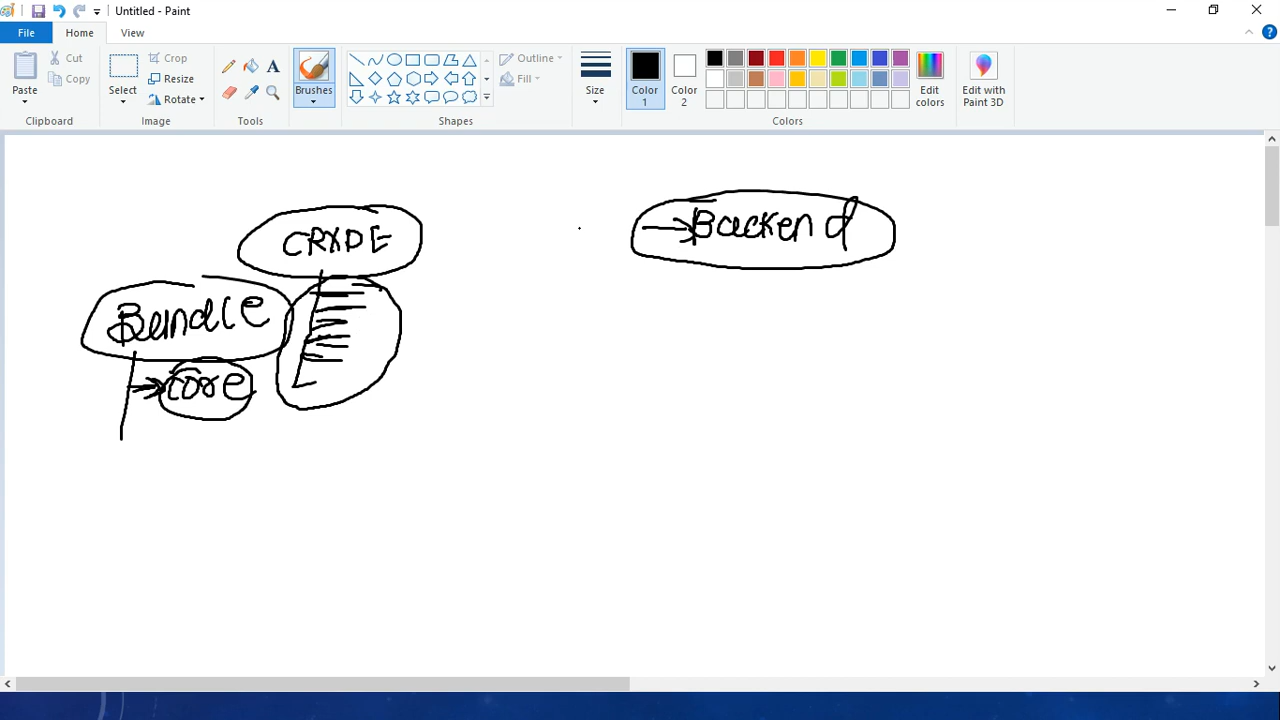 Untitled - Paint
File
Home
View
Paste
Cut
Copy
Clipboard
Select
Crop
Resize
Rotate
Image
A
Tools
Brushes
Outline
Fill
Shapes
Size
Color 1
Color 2
Edit colors
Colors
Edit with Paint 3D
CRXDE
→Backend
Bundle
→core